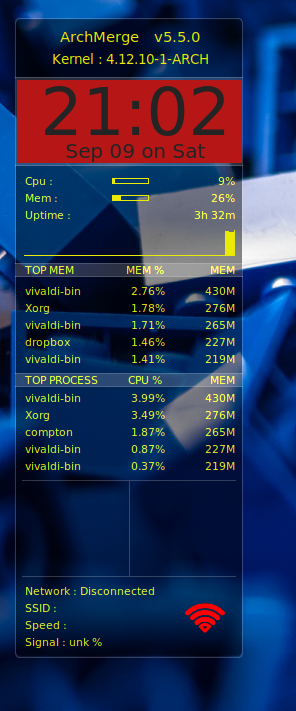 ArchMerge v5.5.0
Kernel : 4.12.10-1-ARCH
21:02
Sep 09 on Sat
Cpu : 9%
Mem : 26%
Uptime : 3h 32m
TOP MEM MEM % MEM
vivaldi-bin 2.76% 430M
Xorg 1.78% 276M
vivaldi-bin 1.71% 265M
dropbox 1.46% 227M
vivaldi-bin 1.41% 219M
TOP PROCESS CPU % MEM
vivaldi-bin 3.99% 430M
Xorg 3.49% 276M
compton 1.87% 265M
vivaldi-bin 0.87% 227M
vivaldi-bin 0.37% 219M
Network : Disconnected
SSID :
Speed :
Signal : unk %